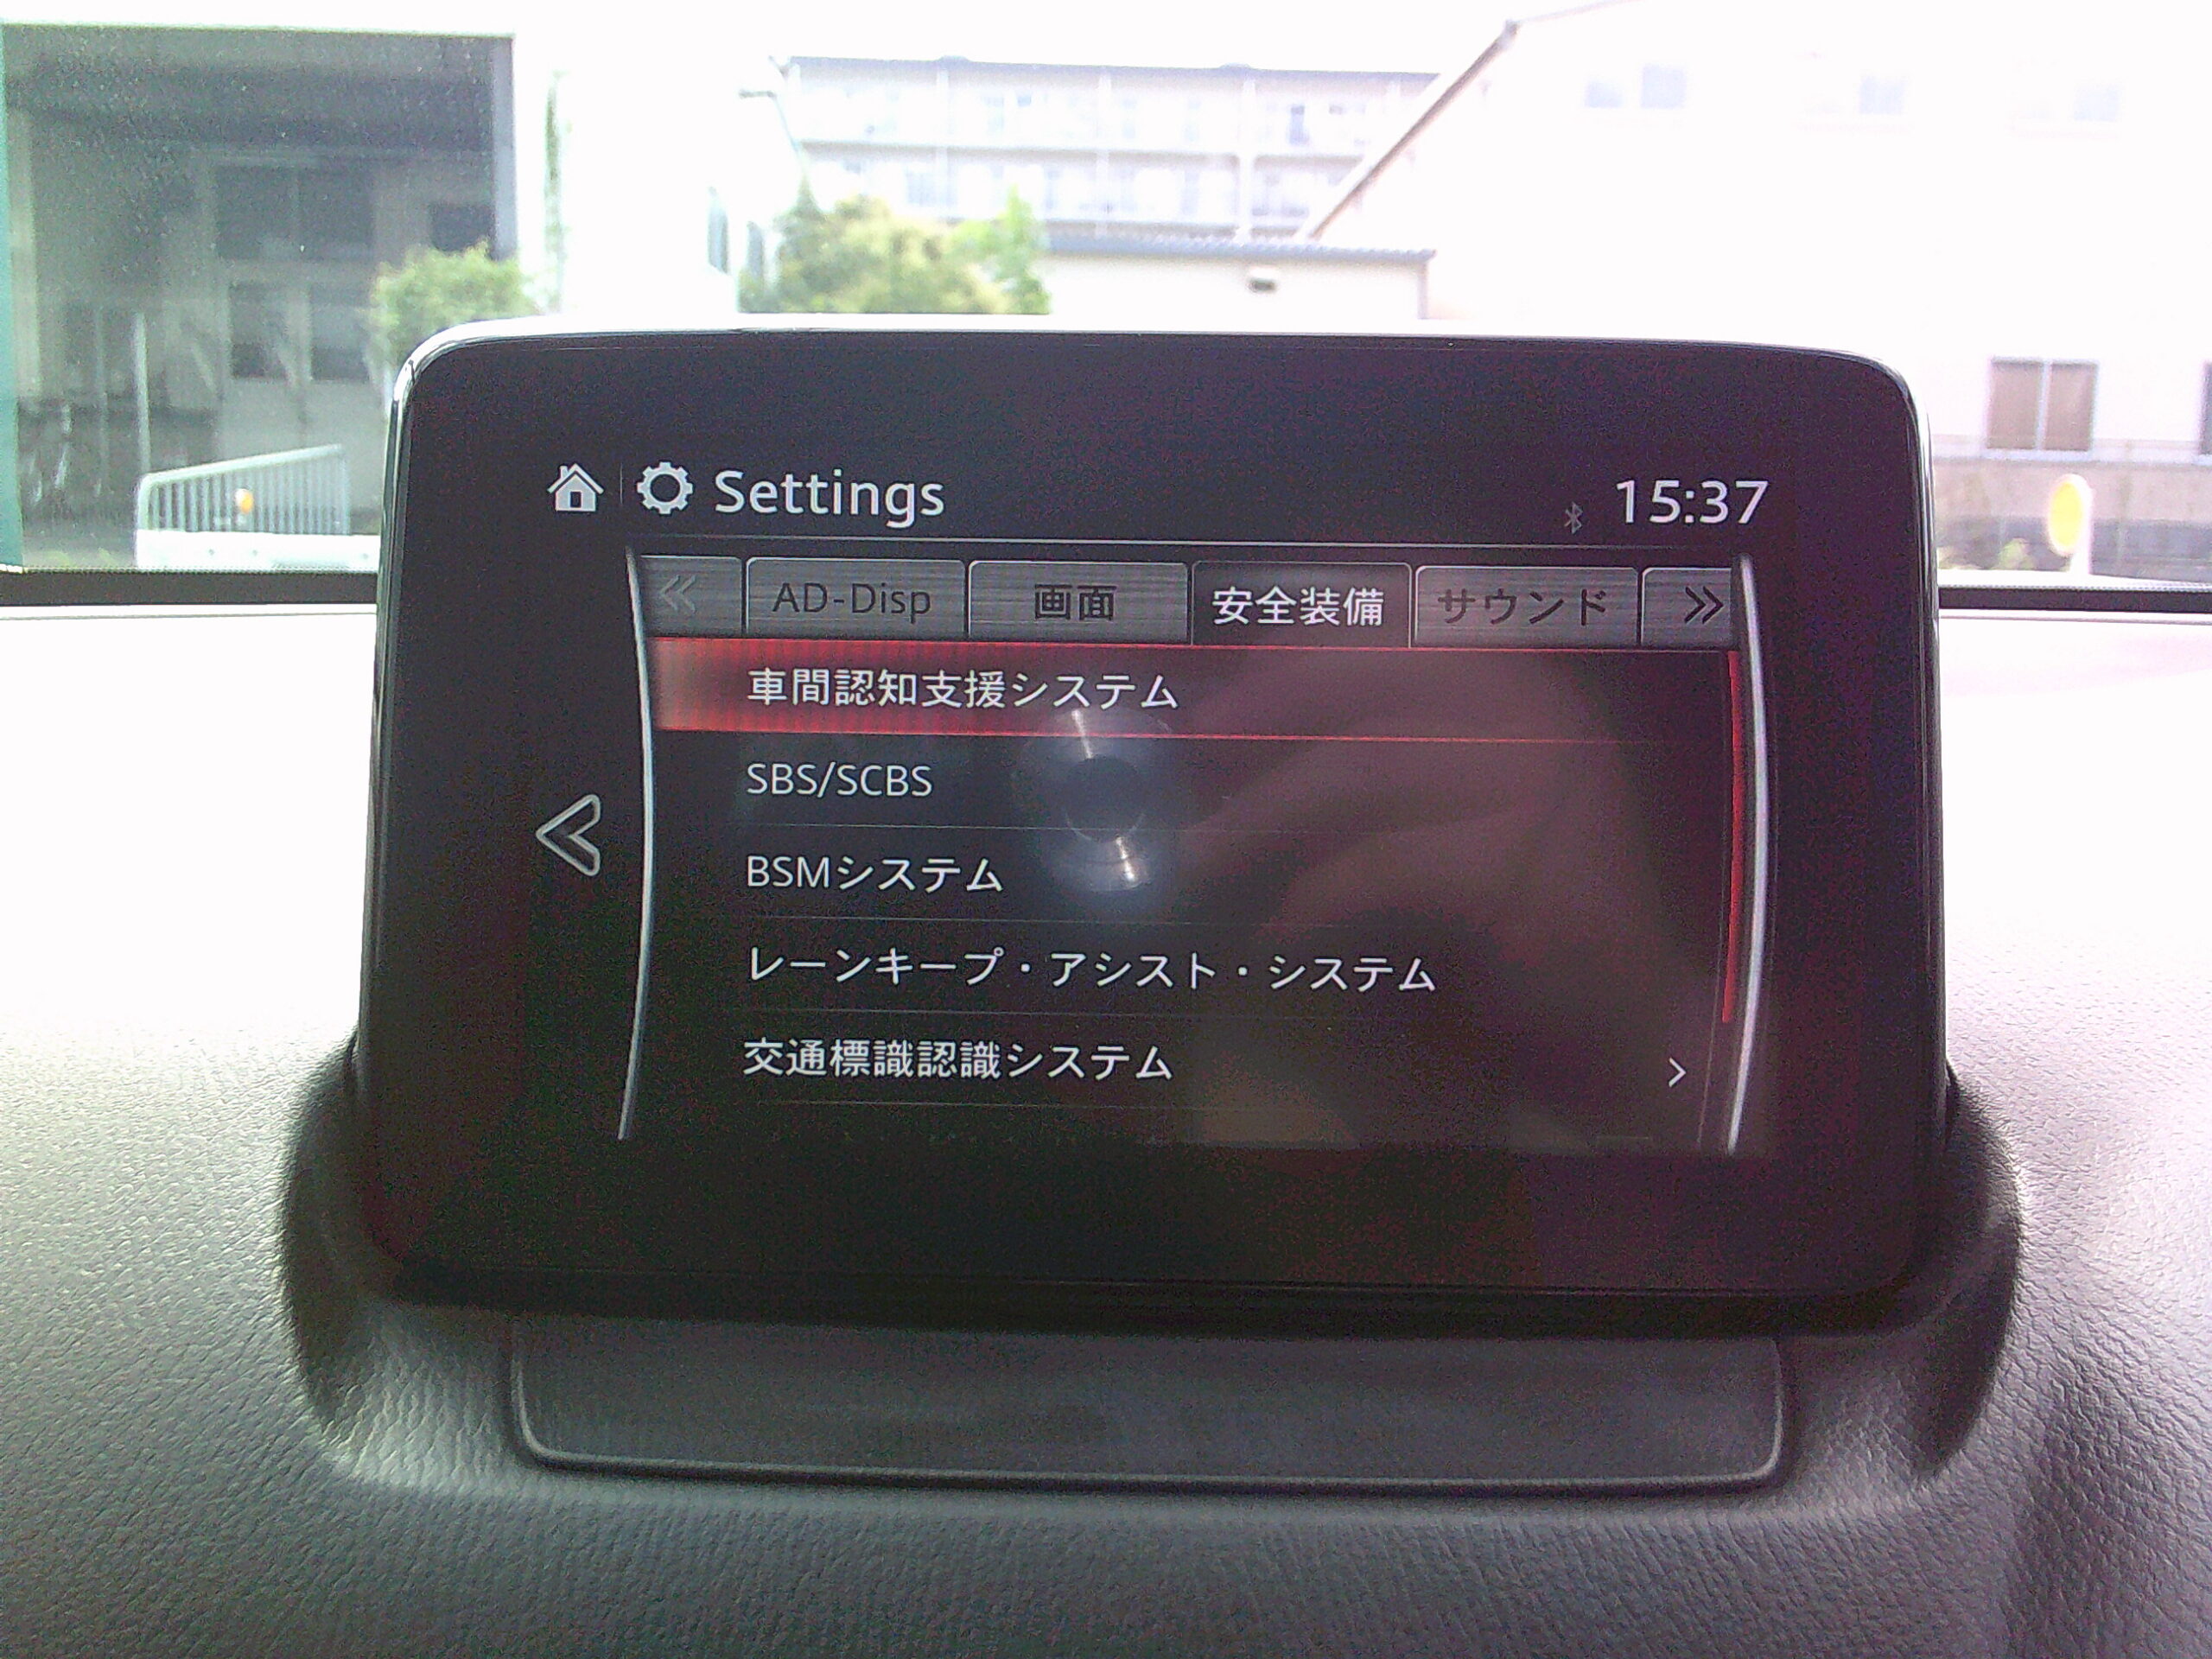 Settings
15:37
AD-Disp 画面 安全装備 サウンド
車間認知支援システム
SBS/SCBS
BSMシステム
レーンキープ・アシスト・システム
交通標識認識システム